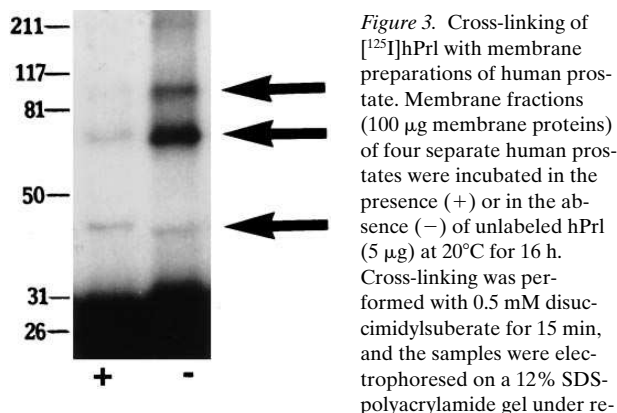 211—
117—
81—
50—
31—
26—
+ -
Figure 3. Cross-linking of
[¹²⁵I]hPrl with membrane
preparations of human pros-
tate. Membrane fractions
(100 μg membrane proteins)
of four separate human pros-
tates were incubated in the
presence (+) or in the ab-
sence (−) of unlabeled hPrl
(5 μg) at 20°C for 16 h.
Cross-linking was per-
formed with 0.5 mM disuc-
cimidylsuberate for 15 min,
and the samples were elec-
trophoresed on a 12% SDS-
polyacrylamide gel under re-